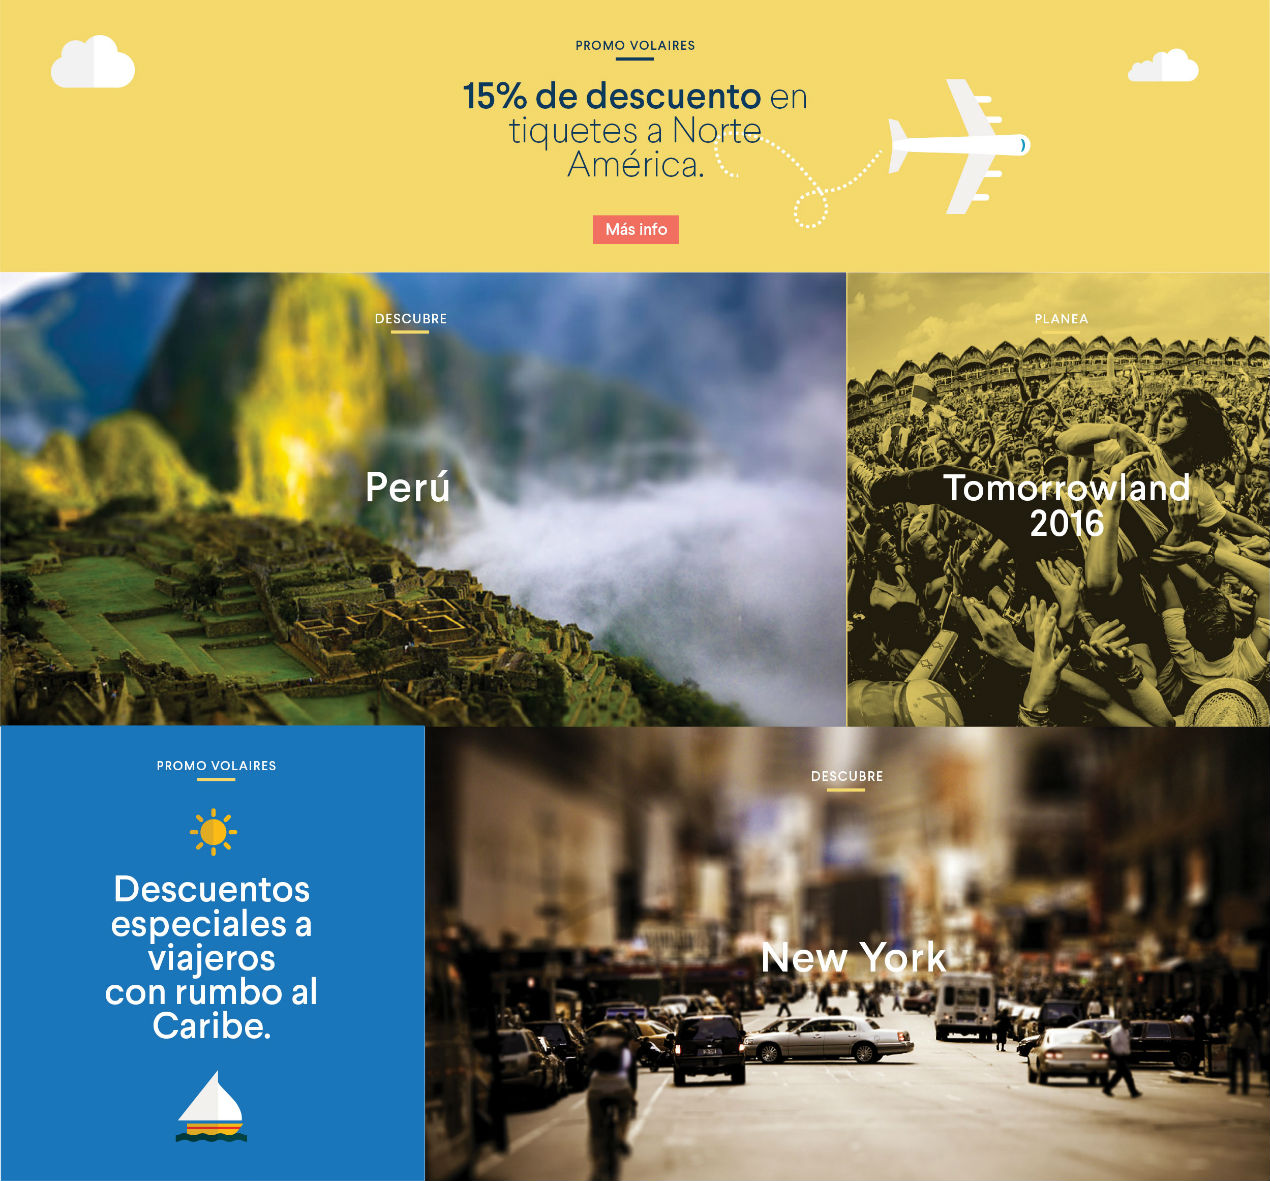 PROMO VOLAIRES
15% de descuento en
tiquetes a Norte
América.
Más info
DESCUBRE
Perú
PLANEA
Tomorrowland
2016
PROMO VOLAIRES
Descuentos
especiales a
viajeros
con rumbo al
Caribe.
DESCUBRE
New York